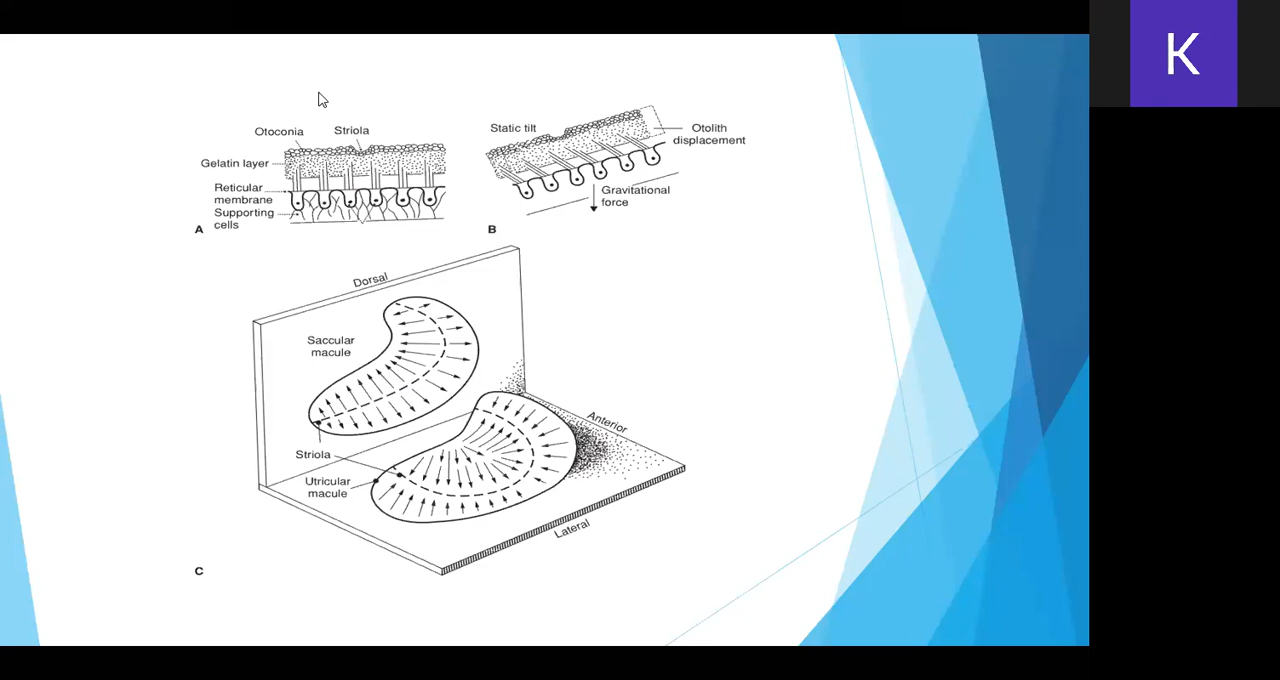 K
Otoconia
Striola
Gelatin layer
Reticular
membrane
Supporting
cells
A
Static tilt
Otolith
displacement
Gravitational
force
B
Dorsal
Saccular
macule
Anterior
Striola
Utricular
macule
Lateral
C